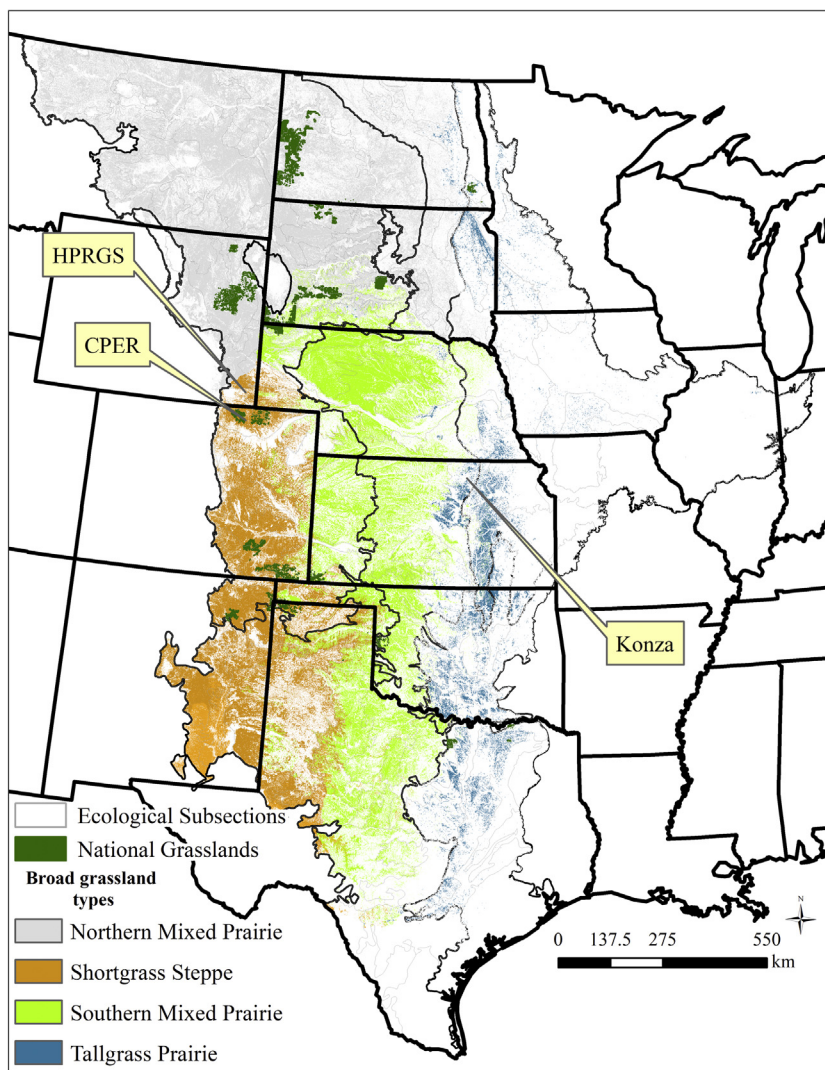 HPRGS
CPER
Konza
Ecological Subsections
National Grasslands
Broad grassland
types
Northern Mixed Prairie
Shortgrass Steppe
Southern Mixed Prairie
Tallgrass Prairie
N
0 137.5 275 550
km